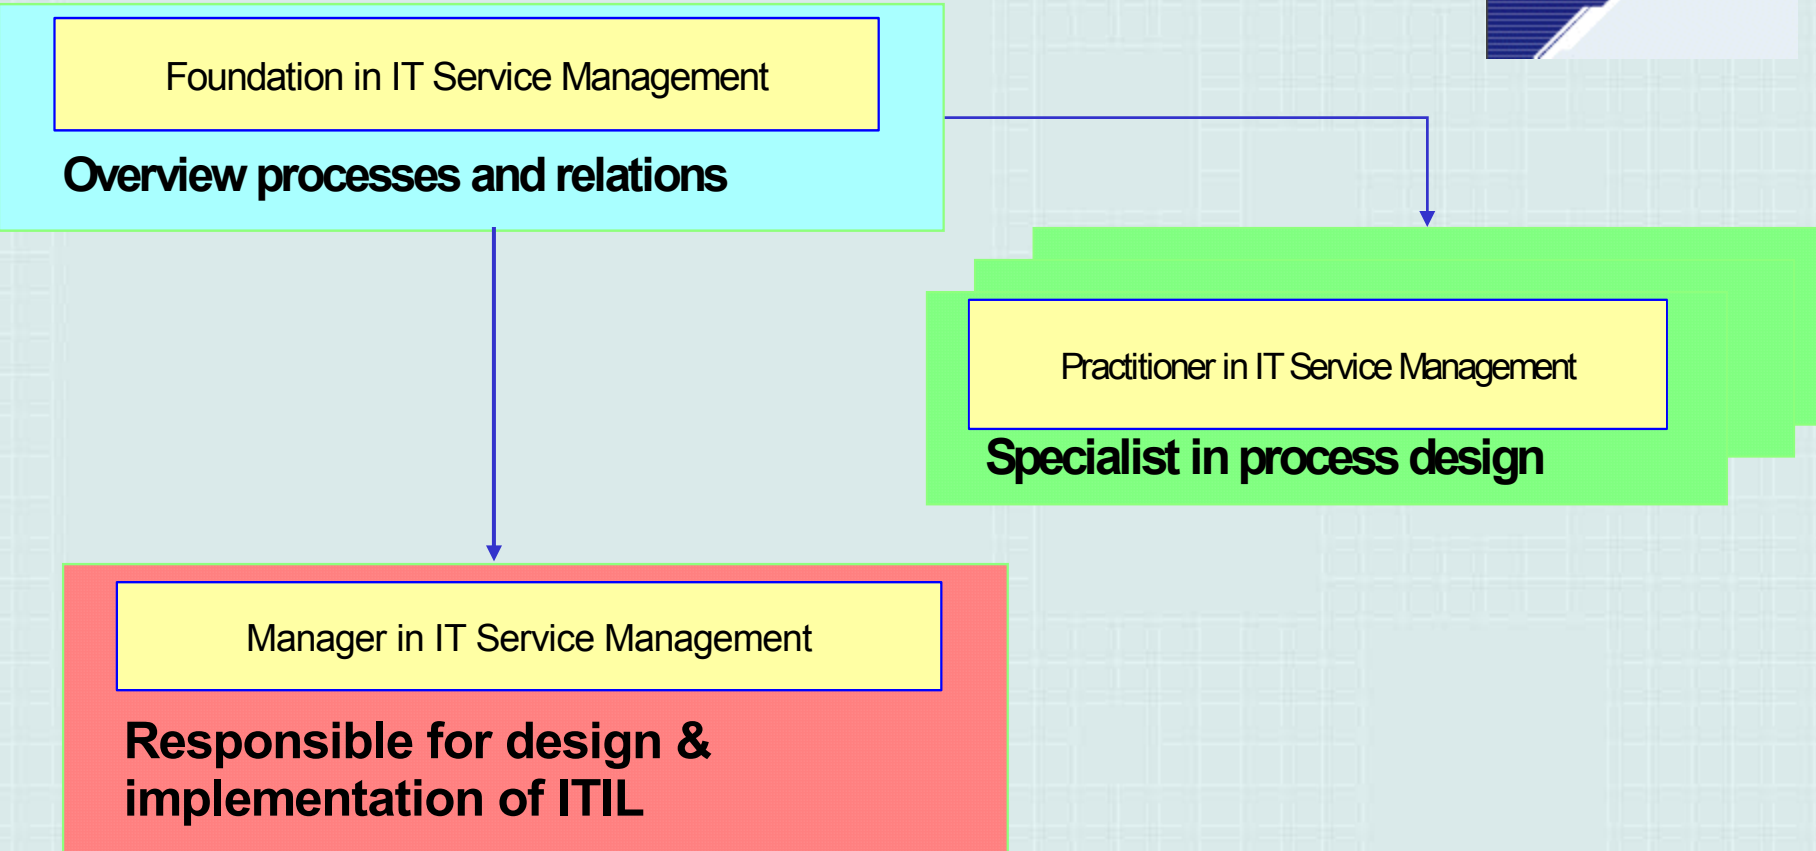 Foundation in IT Service Management
Overview processes and relations
Practitioner in IT Service Management
Specialist in process design
Manager in IT Service Management
Responsible for design &
implementation of ITIL